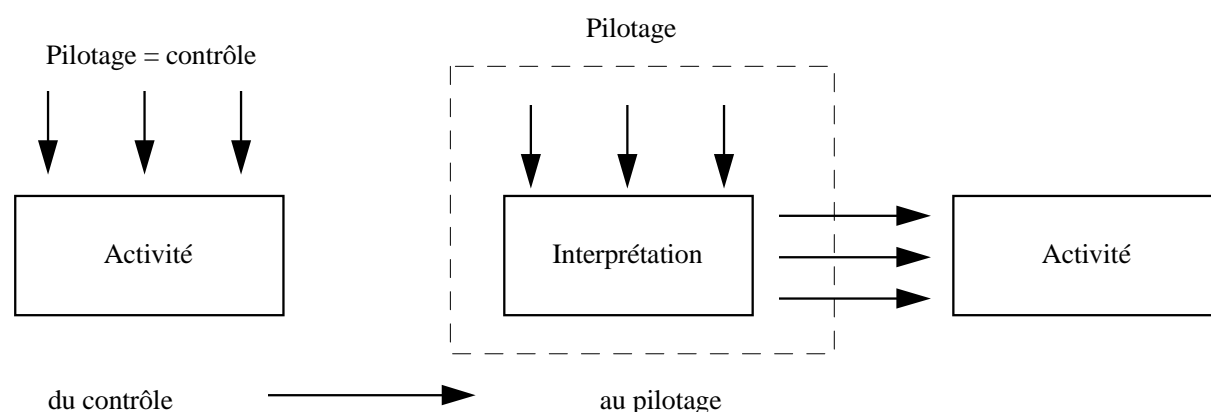 Pilotage
Pilotage = contrôle
Activité
Interprétation
Activité
du contrôle
au pilotage